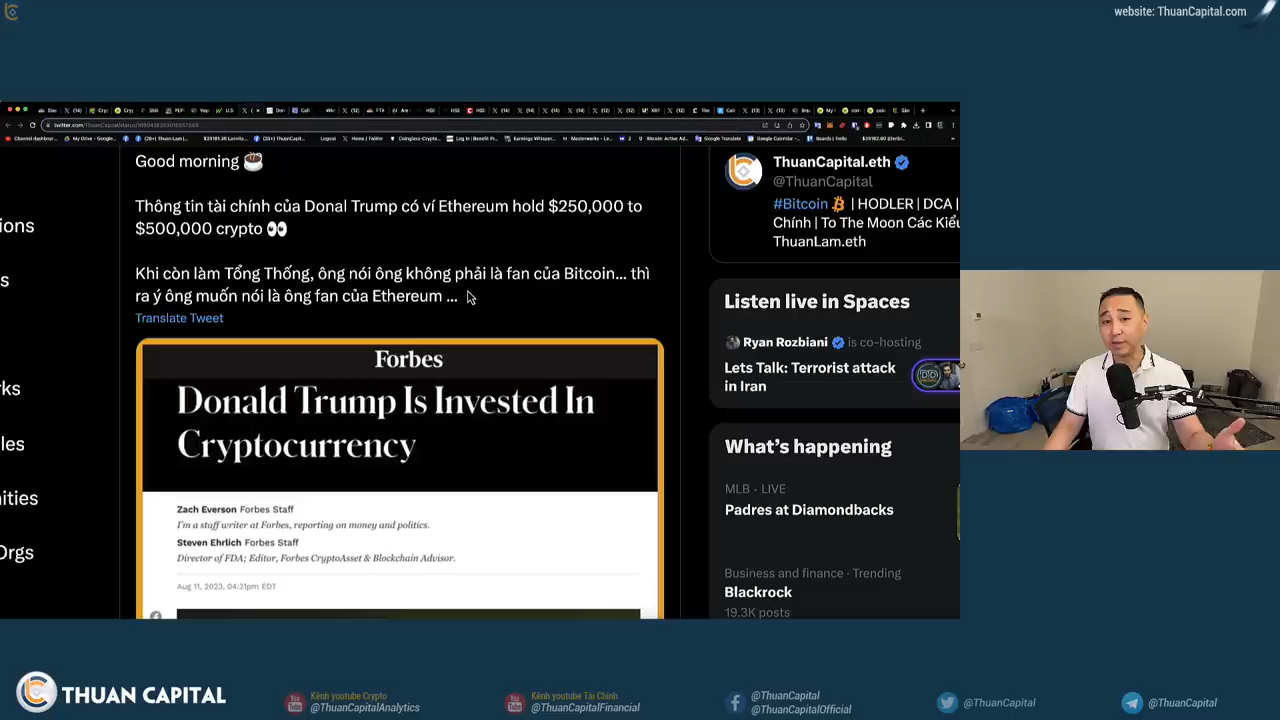 website: ThuanCapital.com
Good morning ☕
Thông tin tài chính của Donal Trump có ví Ethereum hold $250,000 to
$500,000 crypto 👀
Khi còn làm Tổng Thống, ông nói ông không phải là fan của Bitcoin... thì
ra ý ông muốn nói là ông fan của Ethereum ...
Translate Tweet
Forbes
Donald Trump Is Invested In
Cryptocurrency
Zach Everson Forbes Staff
I'm a staff writer at Forbes, reporting on money and politics.
Steven Ehrlich Forbes Staff
Director of FDA; Editor, Forbes CryptoAsset & Blockchain Advisor.
Aug 11, 2023, 04:31pm EDT
ions
s
rks
les
nities
Orgs
ThuanCapital.eth
@ThuanCapital
#Bitcoin | HODLER | DCA |
Chính | To The Moon Các Kiểu
ThuanLam.eth
Listen live in Spaces
Ryan Rozbiani is co-hosting
Lets Talk: Terrorist attack
in Iran
What's happening
MLB · LIVE
Padres at Diamondbacks
Business and finance · Trending
Blackrock
19.3K posts
THUAN CAPITAL
Kênh youtube Crypto
@ThuanCapitalAnalytics
Kênh youtube Tài Chính
@ThuanCapitalFinancial
@ThuanCapital
@ThuanCapitalOfficial
@ThuanCapital
@ThuanCapital